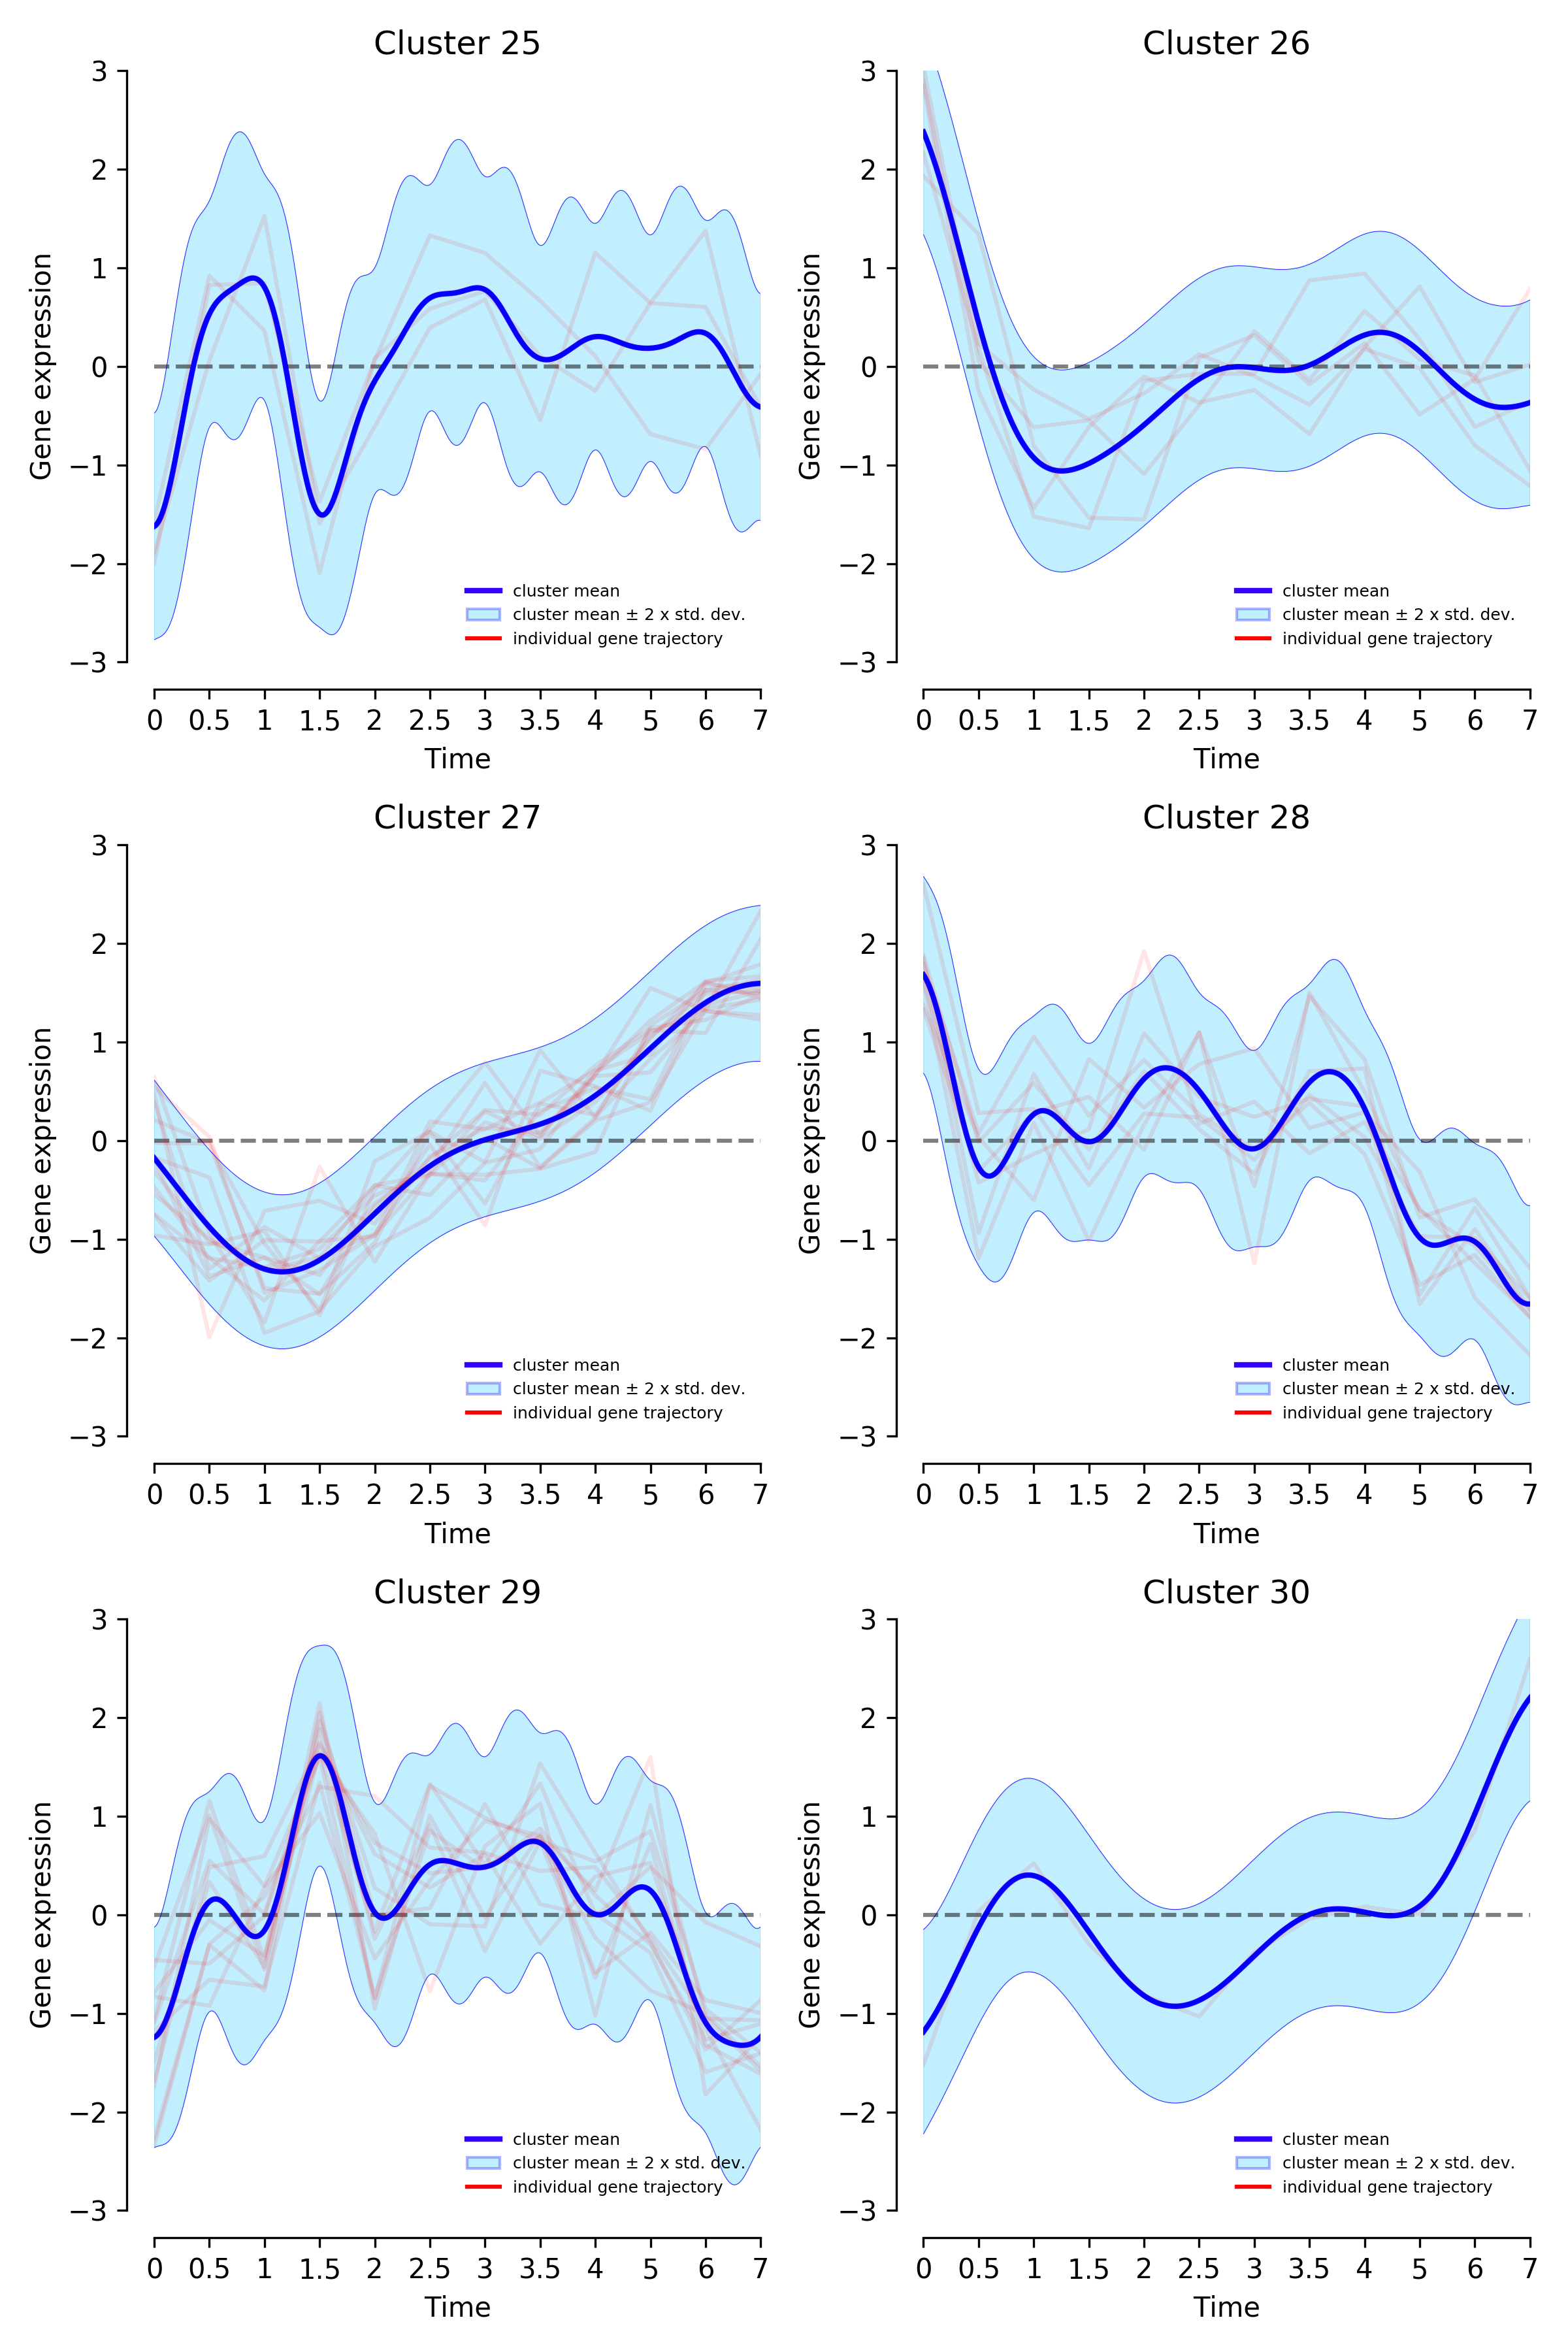 Cluster 25
Gene expression
3
2
1
0
−1
−2
−3
cluster mean
cluster mean ± 2 x std. dev.
individual gene trajectory
0 0.5 1 1.5 2 2.5 3 3.5 4 5 6 7
Time
Cluster 26
Gene expression
3
2
1
0
−1
−2
−3
cluster mean
cluster mean ± 2 x std. dev.
individual gene trajectory
0 0.5 1 1.5 2 2.5 3 3.5 4 5 6 7
Time
Cluster 27
Gene expression
3
2
1
0
−1
−2
−3
cluster mean
cluster mean ± 2 x std. dev.
individual gene trajectory
0 0.5 1 1.5 2 2.5 3 3.5 4 5 6 7
Time
Cluster 28
Gene expression
3
2
1
0
−1
−2
−3
cluster mean
cluster mean ± 2 x std. dev.
individual gene trajectory
0 0.5 1 1.5 2 2.5 3 3.5 4 5 6 7
Time
Cluster 29
Gene expression
3
2
1
0
−1
−2
−3
cluster mean
cluster mean ± 2 x std. dev.
individual gene trajectory
0 0.5 1 1.5 2 2.5 3 3.5 4 5 6 7
Time
Cluster 30
Gene expression
3
2
1
0
−1
−2
−3
cluster mean
cluster mean ± 2 x std. dev.
individual gene trajectory
0 0.5 1 1.5 2 2.5 3 3.5 4 5 6 7
Time